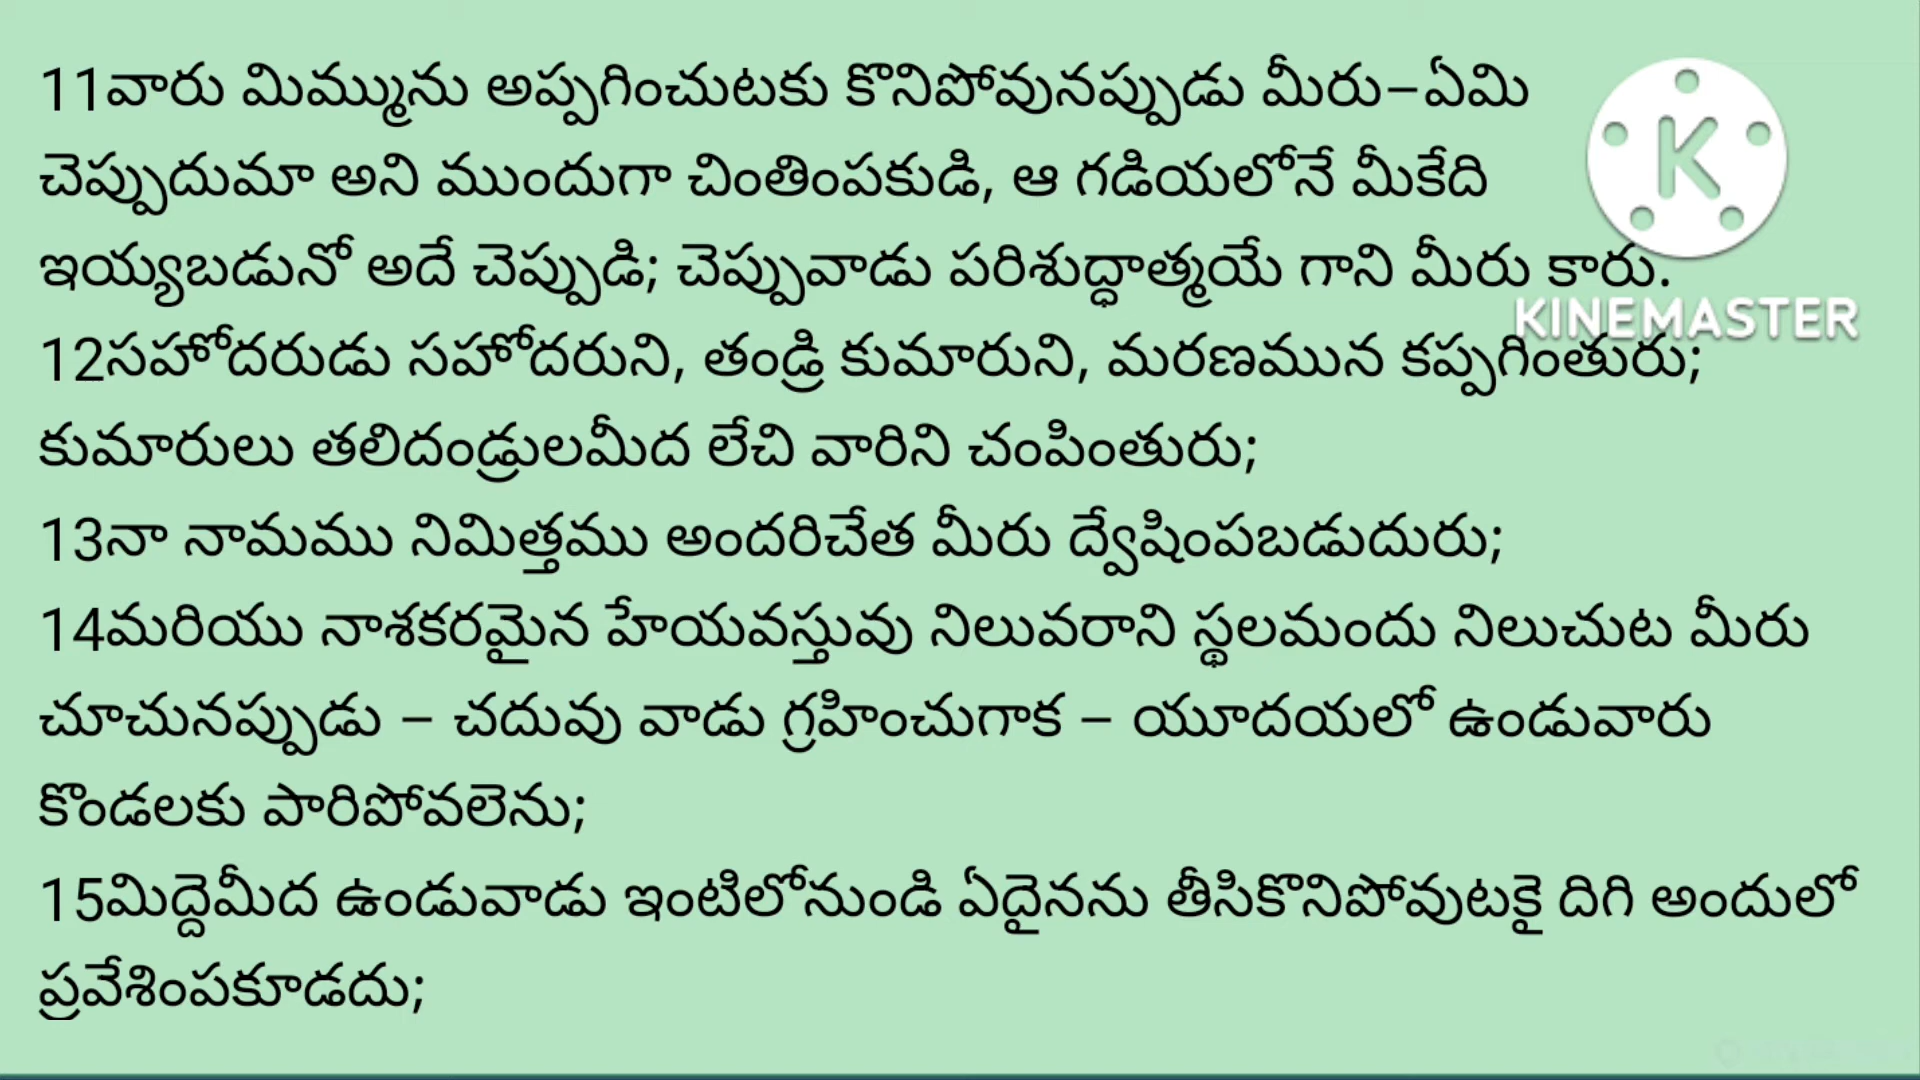 11వారు మిమ్మును అప్పగించుటకు కొనిపోవునప్పుడు మీరు–ఏమి
చెప్పుదుమా అని ముందుగా చింతింపకుడి, ఆ గడియలోనే మీకేది
ఇయ్యబడునో అదే చెప్పుడి; చెప్పువాడు పరిశుద్ధాత్మయే గాని మీరు కారు.
KINEMASTER
12సహోదరుడు సహోదరుని, తండ్రి కుమారుని, మరణమున కప్పగింతురు;
కుమారులు తలిదండ్రులమీద లేచి వారిని చంపింతురు;
13నా నామము నిమిత్తము అందరిచేత మీరు ద్వేషింపబడుదురు;
14మరియు నాశకరమైన హేయవస్తువు నిలువరాని స్థలమందు నిలుచుట మీరు
చూచునప్పుడు – చదువు వాడు గ్రహించుగాక – యూదయలో ఉండువారు
కొండలకు పారిపోవలెను;
15మిద్దెమీద ఉండువాడు ఇంటిలోనుండి ఏదైనను తీసికొనిపోవుటకై దిగి అందులో
ప్రవేశింపకూడదు;